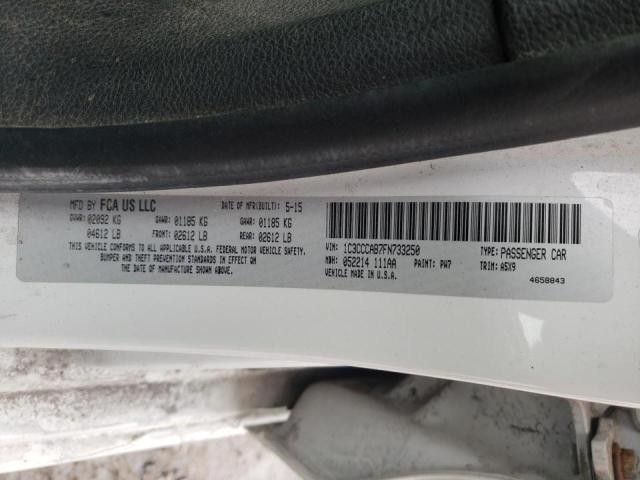 MFD BY FCA US LLC DATE OF MFR(BUILT): 5-15
GVWR: 02092 KG GAWR: 01185 KG GAWR: 01185 KG
04612 LB FRONT: 02612 LB REAR: 02612 LB
THIS VEHICLE CONFORMS TO ALL APPLICABLE U.S.A. FEDERAL MOTOR VEHICLE SAFETY,
BUMPER AND THEFT PREVENTION STANDARDS IN EFFECT ON
THE DATE OF MANUFACTURE SHOWN ABOVE.
VIN: 1C3CCCAB7FN733250 TYPE: PASSENGER CAR
MDH: 052214 111AA PAINT: PW7 TRIM: A5X9
MADE IN U.S.A. 4658843